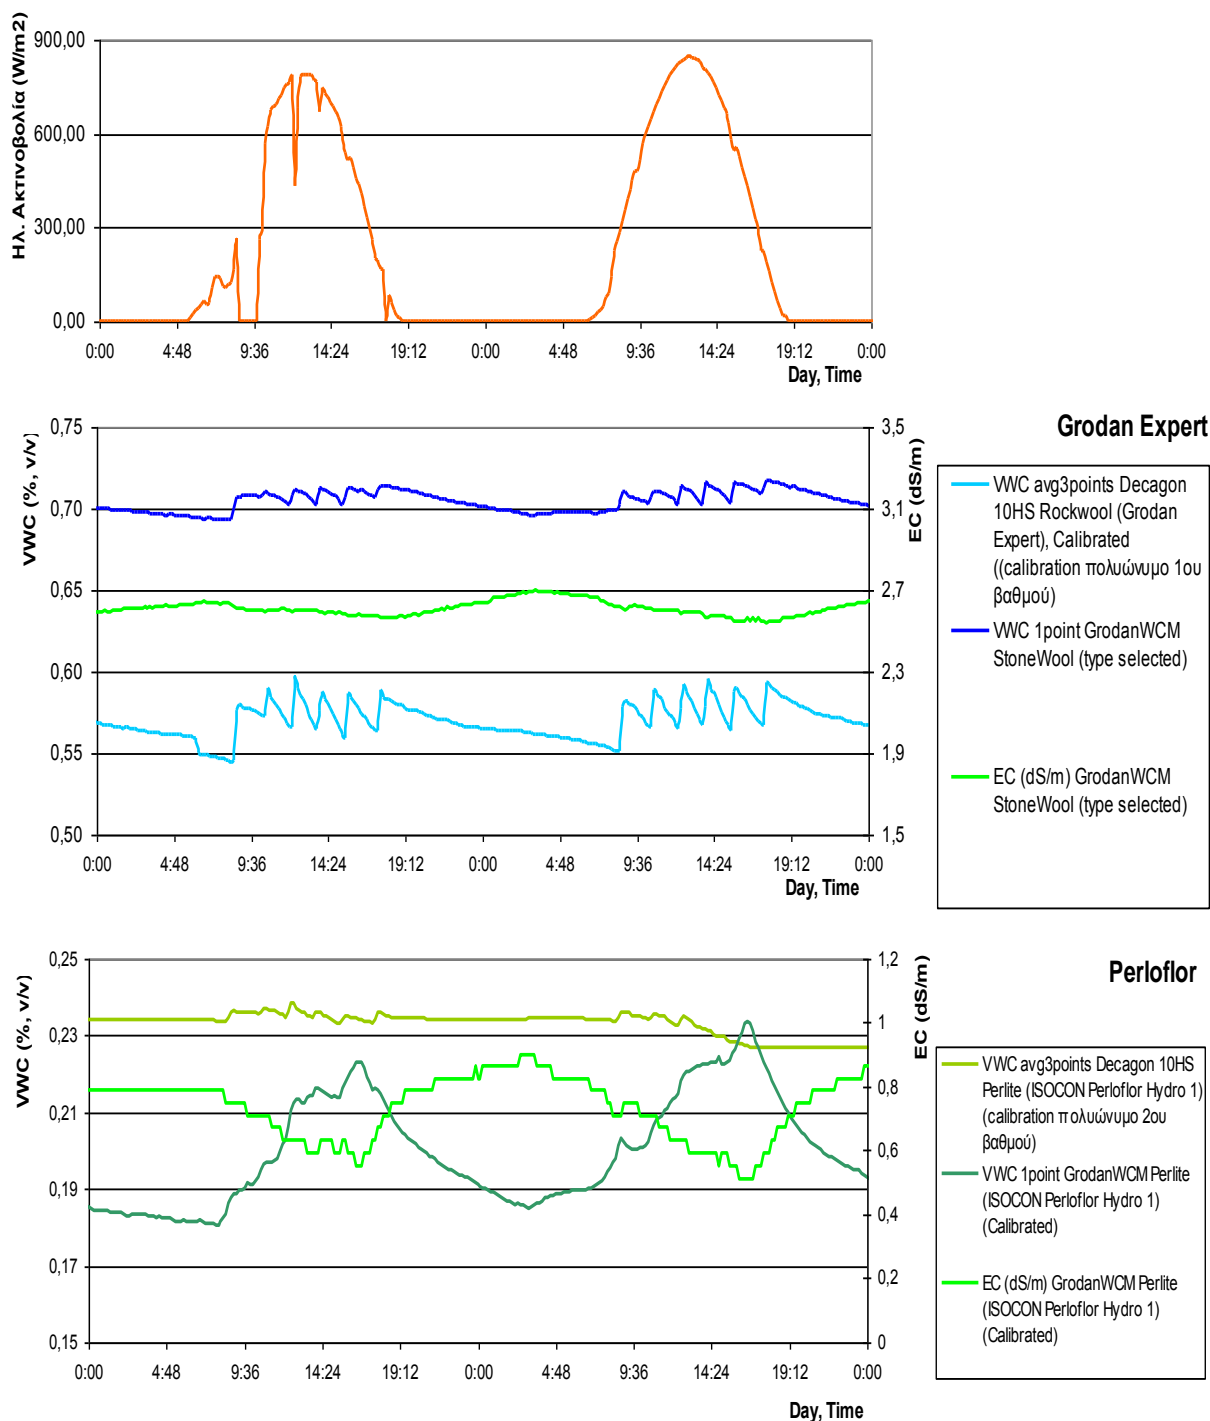 Ηλ. Ακτινοβολία (W/m2)
900,00
600,00
300,00
0,00
0:00 4:48 9:36 14:24 19:12 0:00 4:48 9:36 14:24 19:12 0:00
Day, Time
Grodan Expert
VWC (%, v/v)
0,75
0,70
0,65
0,60
0,55
0,50
3,5
3,1
2,7
2,3
1,9
1,5
EC (dS/m)
0:00 4:48 9:36 14:24 19:12 0:00 4:48 9:36 14:24 19:12 0:00
Day, Time
VWC avg3points Decagon
10HS Rockwool (Grodan
Expert), Calibrated
((calibration πολυώνυμο 1ου
βαθμού)
VWC 1point GrodanWCM
StoneWool (type selected)
EC (dS/m) GrodanWCM
StoneWool (type selected)
Perloflor
VWC (%, v/v)
0,25
0,23
0,21
0,19
0,17
0,15
1,2
1
0,8
0,6
0,4
0,2
0
EC (dS/m)
0:00 4:48 9:36 14:24 19:12 0:00 4:48 9:36 14:24 19:12 0:00
Day, Time
VWC avg3points Decagon 10HS
Perlite (ISOCON Perloflor Hydro 1)
(calibration πολυώνυμο 2ου
βαθμού)
VWC 1point GrodanWCM Perlite
(ISOCON Perloflor Hydro 1)
(Calibrated)
EC (dS/m) GrodanWCM Perlite
(ISOCON Perloflor Hydro 1)
(Calibrated)